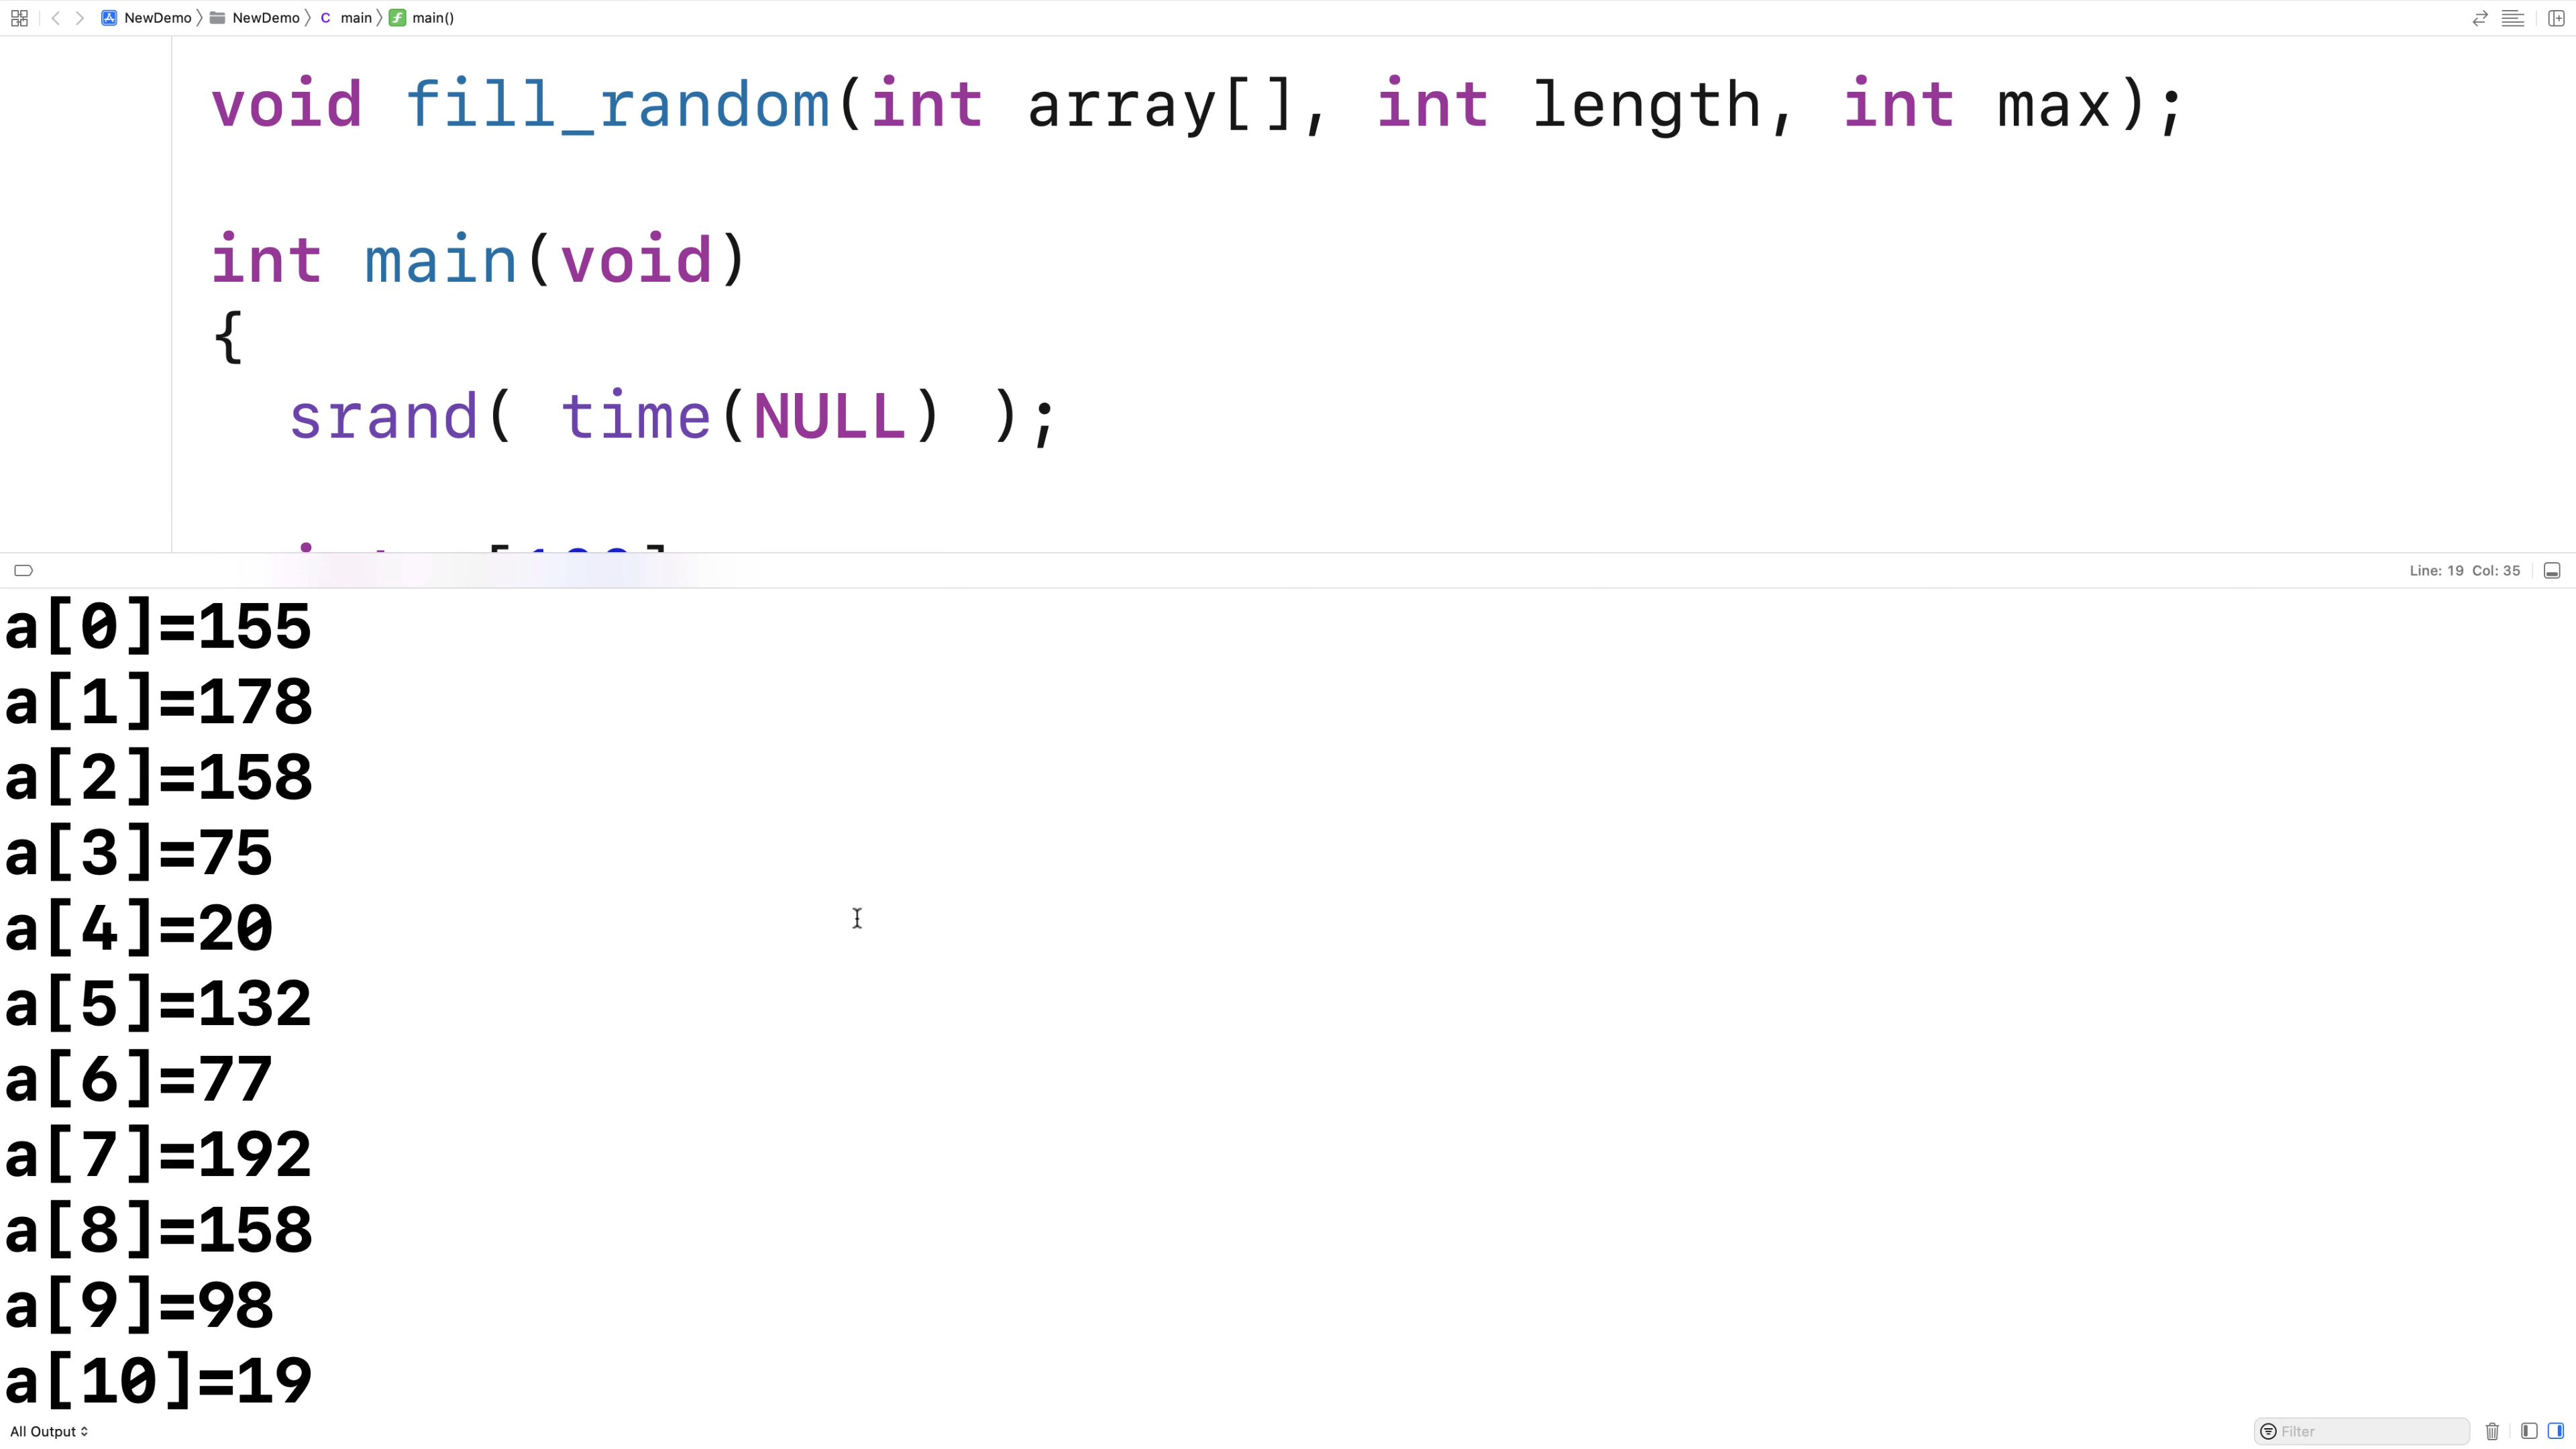 NewDemo NewDemo C main f main()
void fill_random(int array[], int length, int max);
int main(void)
{
srand( time(NULL) );
Line: 19 Col: 35
a[0]=155
a[1]=178
a[2]=158
a[3]=75
a[4]=20
a[5]=132
a[6]=77
a[7]=192
a[8]=158
a[9]=98
a[10]=19
All Output
Filter